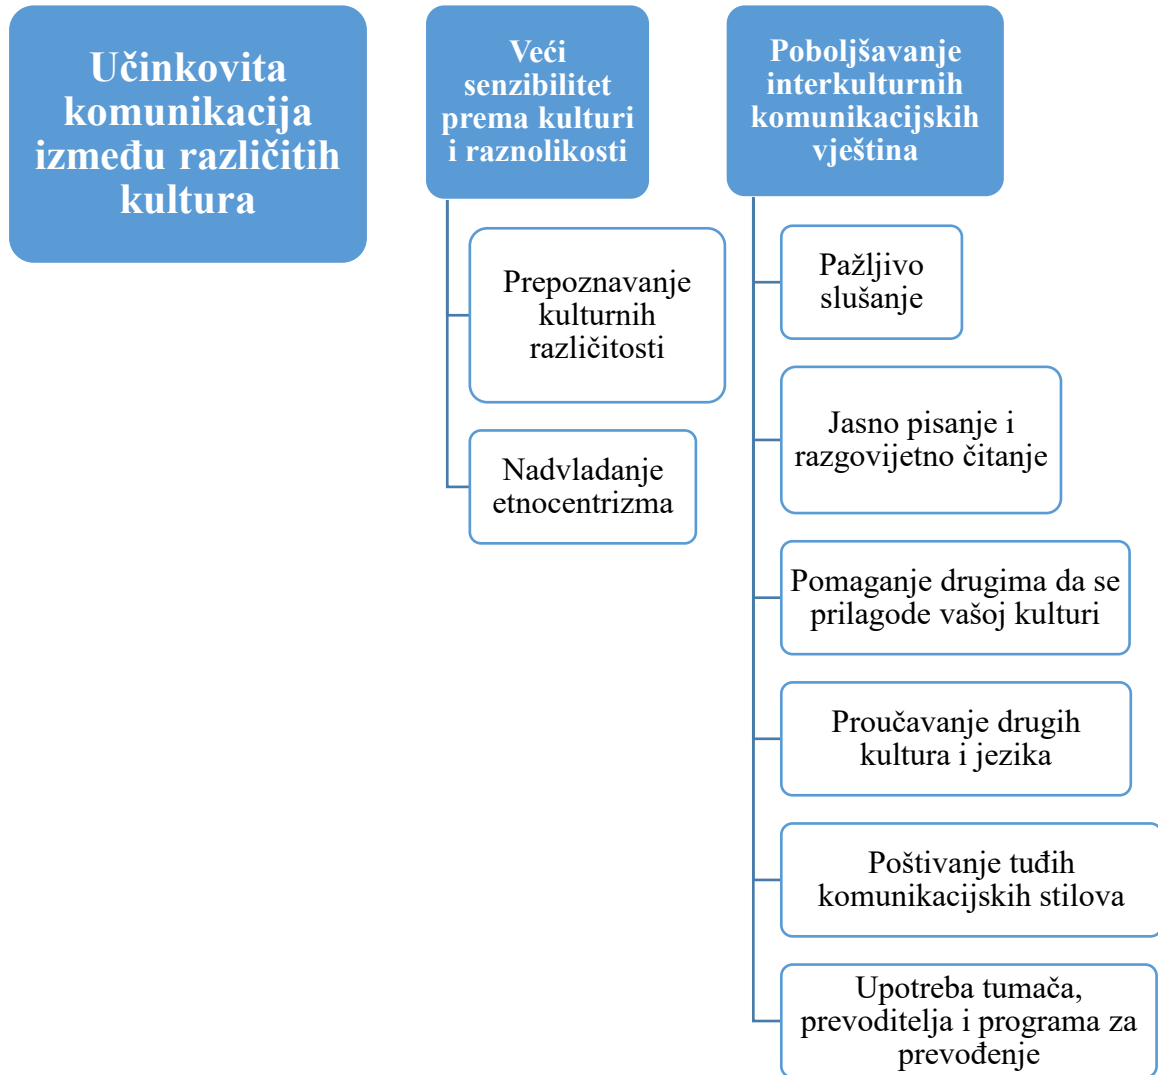 Učinkovita
komunikacija
između različitih
kultura
Veći
senzibilitet
prema kulturi
i raznolikosti
Prepoznavanje
kulturnih
različitosti
Nadvladanje
etnocentrizma
Poboljšavanje
interkulturnih
komunikacijskih
vještina
Pažljivo
slušanje
Jasno pisanje i
razgovijetno čitanje
Pomaganje drugima da se
prilagode vašoj kulturi
Proučavanje drugih
kultura i jezika
Poštivanje tuđih
komunikacijskih stilova
Upotreba tumača,
prevoditelja i programa za
prevođenje